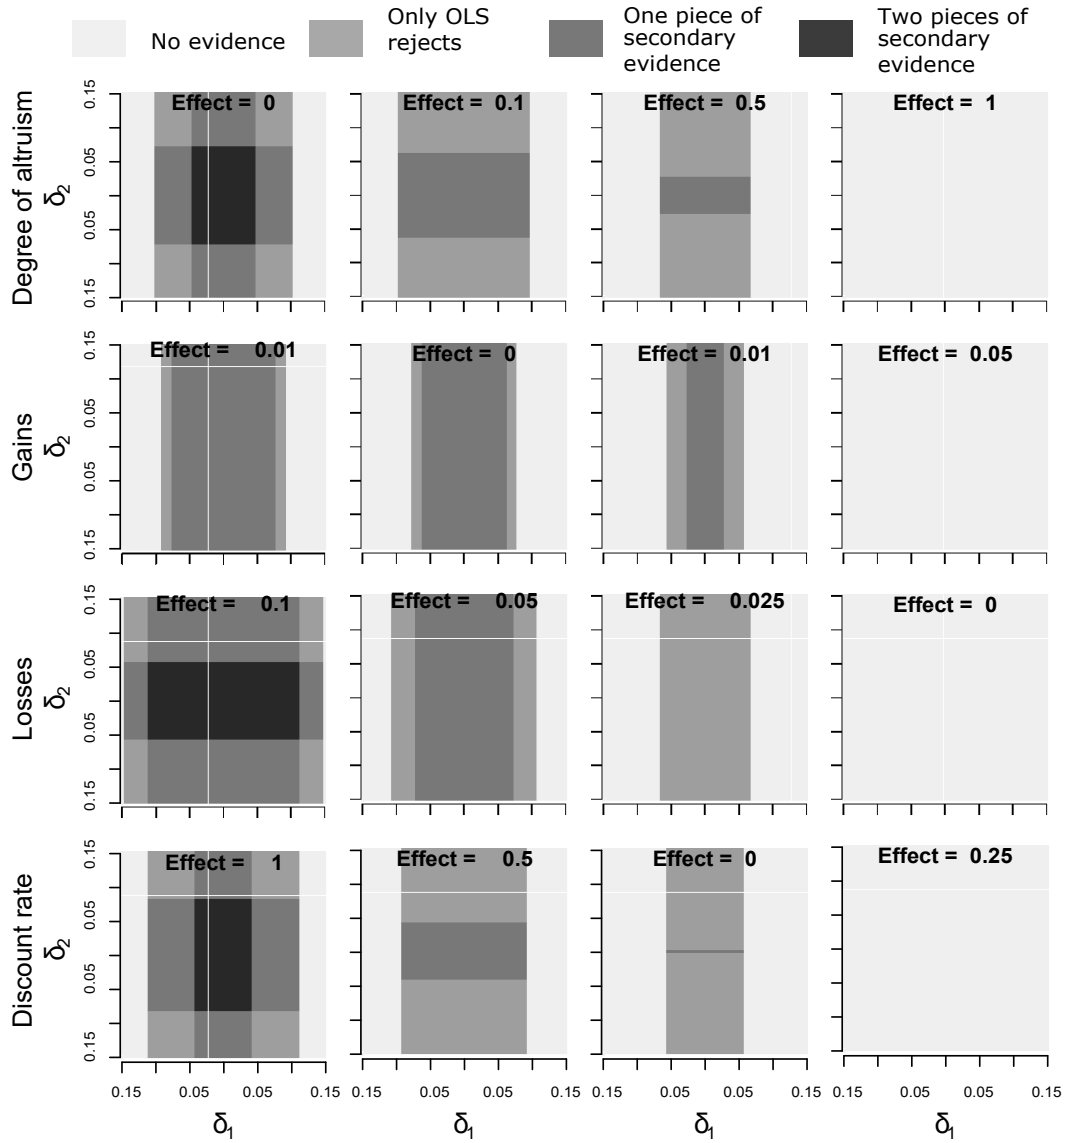 No evidence
Only OLS
rejects
One piece of
secondary
evidence
Two pieces of
secondary
evidence
Degree of altruism
δ2
0.15 0.05 0.05 0.15
Effect = 0
Effect = 0.1
Effect = 0.5
Effect = 1
Gains
δ2
0.15 0.05 0.05 0.15
Effect = 0.01
Effect = 0
Effect = 0.01
Effect = 0.05
Losses
δ2
0.15 0.05 0.05 0.15
Effect = 0.1
Effect = 0.05
Effect = 0.025
Effect = 0
Discount rate
δ2
0.15 0.05 0.05 0.15
Effect = 1
Effect = 0.5
Effect = 0
Effect = 0.25
0.15 0.05 0.05 0.15
0.15 0.05 0.05 0.15
0.15 0.05 0.05 0.15
0.15 0.05 0.05 0.15
δ1
δ1
δ1
δ1